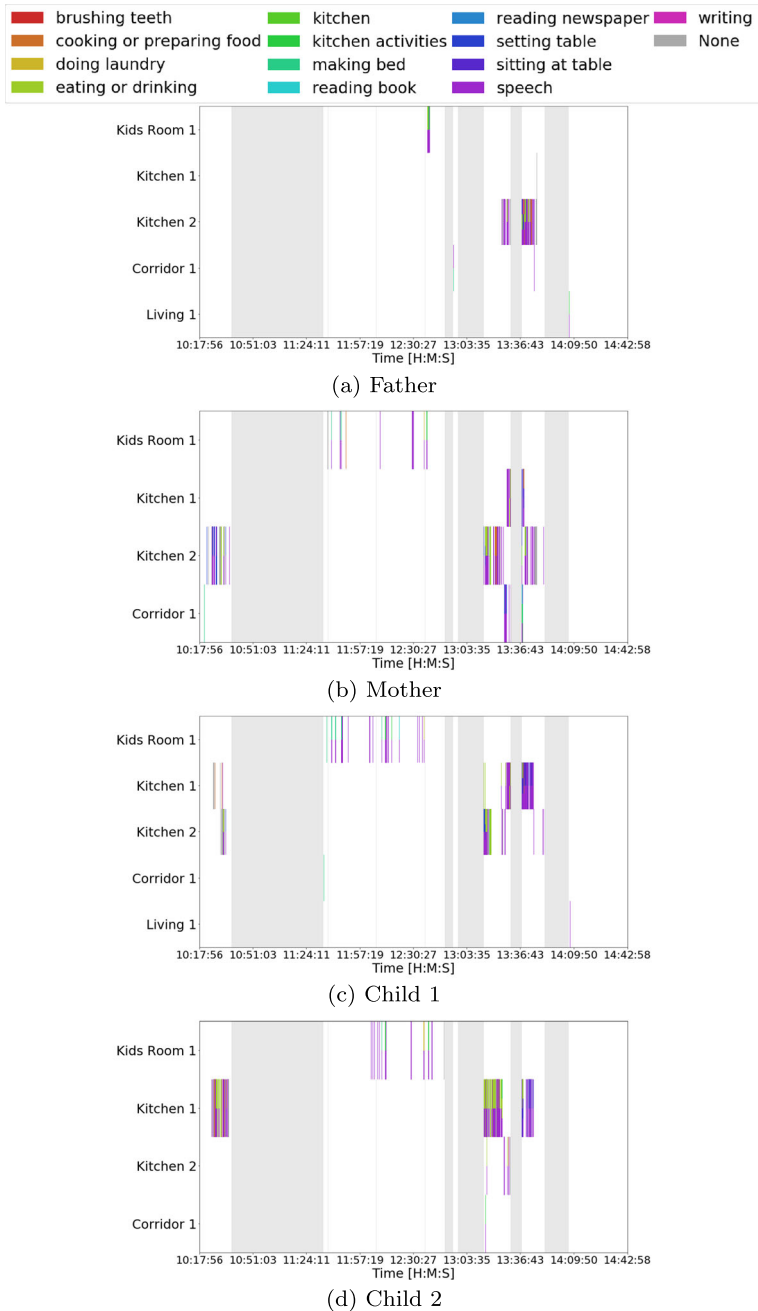 brushing teeth kitchen reading newspaper writing
cooking or preparing food kitchen activities setting table None
doing laundry making bed sitting at table
eating or drinking reading book speech
Kids Room 1
Kitchen 1
Kitchen 2
Corridor 1
Living 1
10:17:56 10:51:03 11:24:11 11:57:19 12:30:27 13:03:35 13:36:43 14:09:50 14:42:58
Time [H:M:S]
(a) Father
Kids Room 1
Kitchen 1
Kitchen 2
Corridor 1
10:17:56 10:51:03 11:24:11 11:57:19 12:30:27 13:03:35 13:36:43 14:09:50 14:42:58
Time [H:M:S]
(b) Mother
Kids Room 1
Kitchen 1
Kitchen 2
Corridor 1
Living 1
10:17:56 10:51:03 11:24:11 11:57:19 12:30:27 13:03:35 13:36:43 14:09:50 14:42:58
Time [H:M:S]
(c) Child 1
Kids Room 1
Kitchen 1
Kitchen 2
Corridor 1
10:17:56 10:51:03 11:24:11 11:57:19 12:30:27 13:03:35 13:36:43 14:09:50 14:42:58
Time [H:M:S]
(d) Child 2